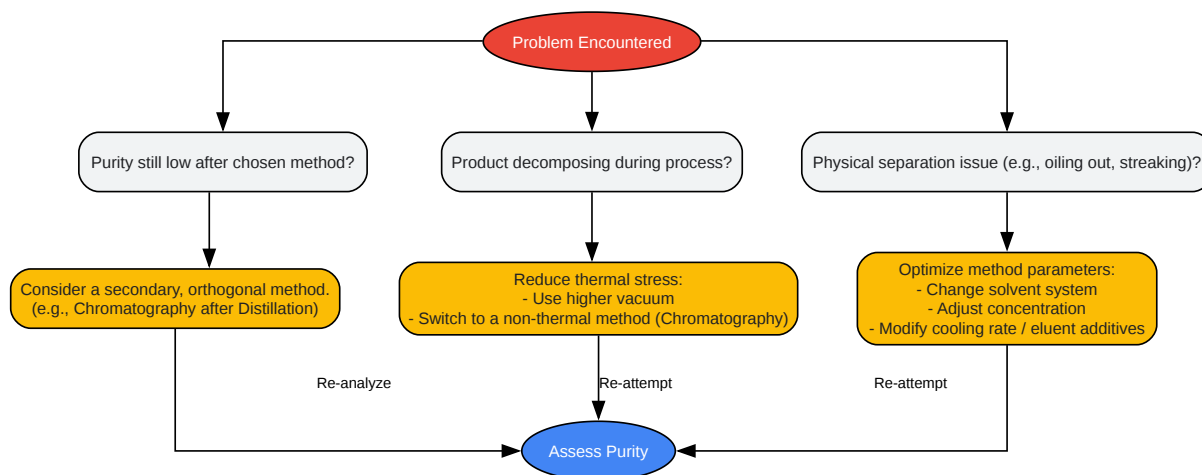 Problem Encountered
Purity still low after chosen method?
Product decomposing during process?
Physical separation issue (e.g., oiling out, streaking)?
Consider a secondary, orthogonal method.
(e.g., Chromatography after Distillation)
Reduce thermal stress:
- Use higher vacuum
- Switch to a non-thermal method (Chromatography)
Optimize method parameters:
- Change solvent system
- Adjust concentration
- Modify cooling rate / eluent additives
Re-analyze
Re-attempt
Re-attempt
Assess Purity